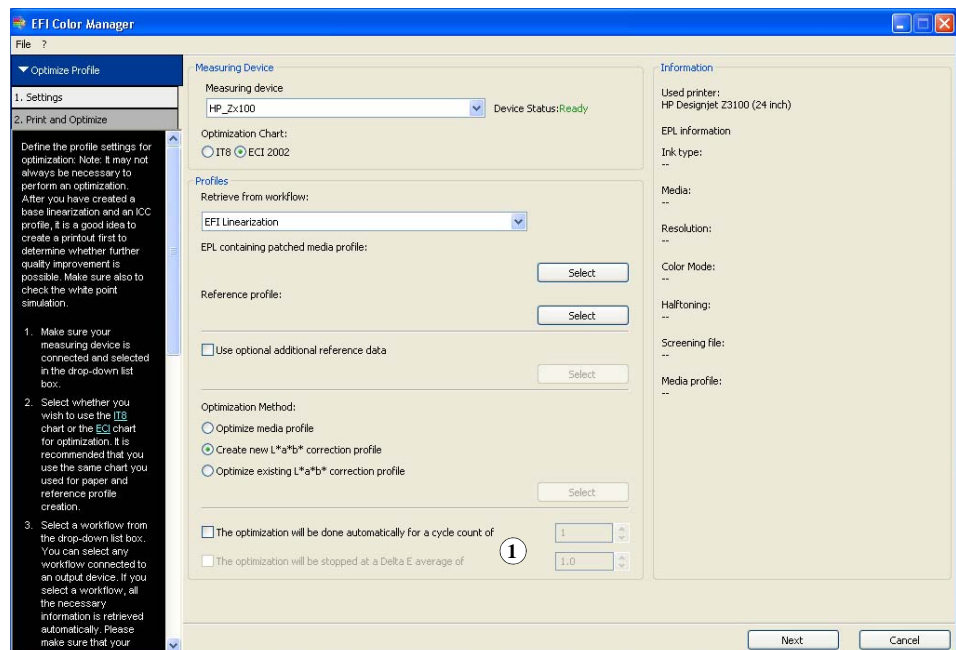 EFI Color Manager
File ?
Optimize Profile
1. Settings
2. Print and Optimize
Define the profile settings for
optimization: Note: It may not
always be necessary to
perform an optimization.
After you have created a
base linearization and an ICC
profile, it is a good idea to
create a printout first to
determine whether further
quality improvement is
possible. Make sure also to
check the white point
simulation.
1. Make sure your
measuring device is
connected and selected
in the drop-down list
box.
2. Select whether you
wish to use the IT8
chart or the ECI chart
for optimization. It is
recommended that you
use the same chart you
used for paper and
reference profile
creation.
3. Select a workflow from
the drop-down list box.
You can select any
workflow connected to
an output device. If you
select a workflow, all
the necessary
information is retrieved
automatically. Please
make sure that your
Measuring Device
Measuring device
HP_Zx100
Device Status:Ready
Optimization Chart:
IT8 ECI 2002
Profiles
Retrieve from workflow:
EFI Linearization
EPL containing patched media profile:
Select
Reference profile:
Select
Use optional additional reference data
Select
Optimization Method:
Optimize media profile
Create new L*a*b* correction profile
Optimize existing L*a*b* correction profile
Select
The optimization will be done automatically for a cycle count of 1
The optimization will be stopped at a Delta E average of 1.0
1
Information
Used printer:
HP Designjet Z3100 (24 inch)
EPL information
Ink type:
--
Media:
--
Resolution:
--
Color Mode:
--
Halftoning:
--
Screening file:
--
Media profile:
--
Next
Cancel